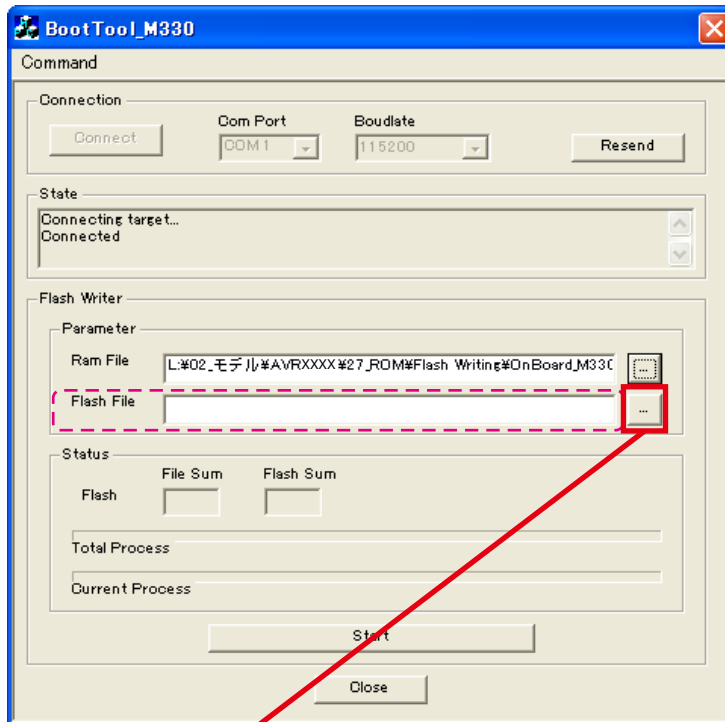 BootTool_M330
Command
Connection
Connect
Com Port
COM1
Boudlate
115200
Resend
State
Connecting target...
Connected
Flash Writer
Parameter
Ram File
L:¥02_モデル¥AVRXXXX¥27_ROM¥Flash Writing¥OnBoard_M330
...
Flash File
...
Status
File Sum Flash Sum
Flash
Total Process
Current Process
Start
Close